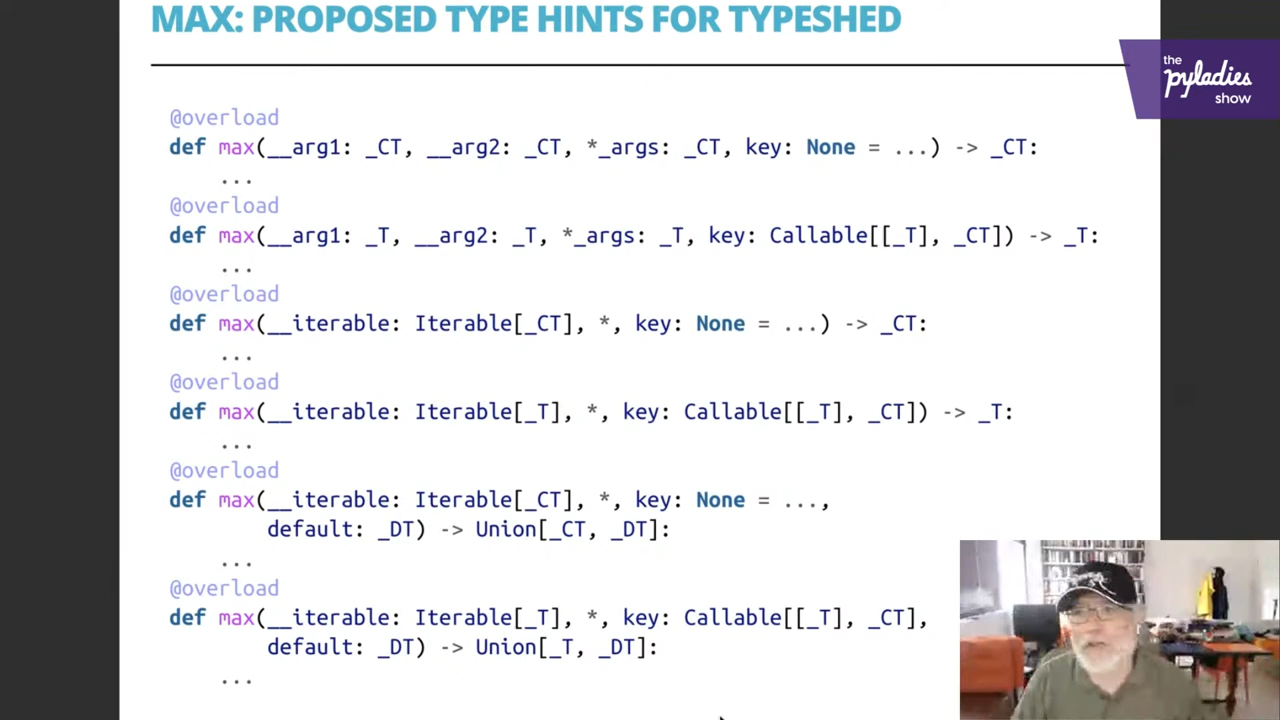 MAX: PROPOSED TYPE HINTS FOR TYPESHED
the
pyladies
show
@overload
def max(__arg1: _CT, __arg2: _CT, *_args: _CT, key: None = ...) -> _CT:
...
@overload
def max(__arg1: _T, __arg2: _T, *_args: _T, key: Callable[[_T], _CT]) -> _T:
...
@overload
def max(__iterable: Iterable[_CT], *, key: None = ...) -> _CT:
...
@overload
def max(__iterable: Iterable[_T], *, key: Callable[[_T], _CT]) -> _T:
...
@overload
def max(__iterable: Iterable[_CT], *, key: None = ...,
default: _DT) -> Union[_CT, _DT]:
...
@overload
def max(__iterable: Iterable[_T], *, key: Callable[[_T], _CT],
default: _DT) -> Union[_T, _DT]:
...